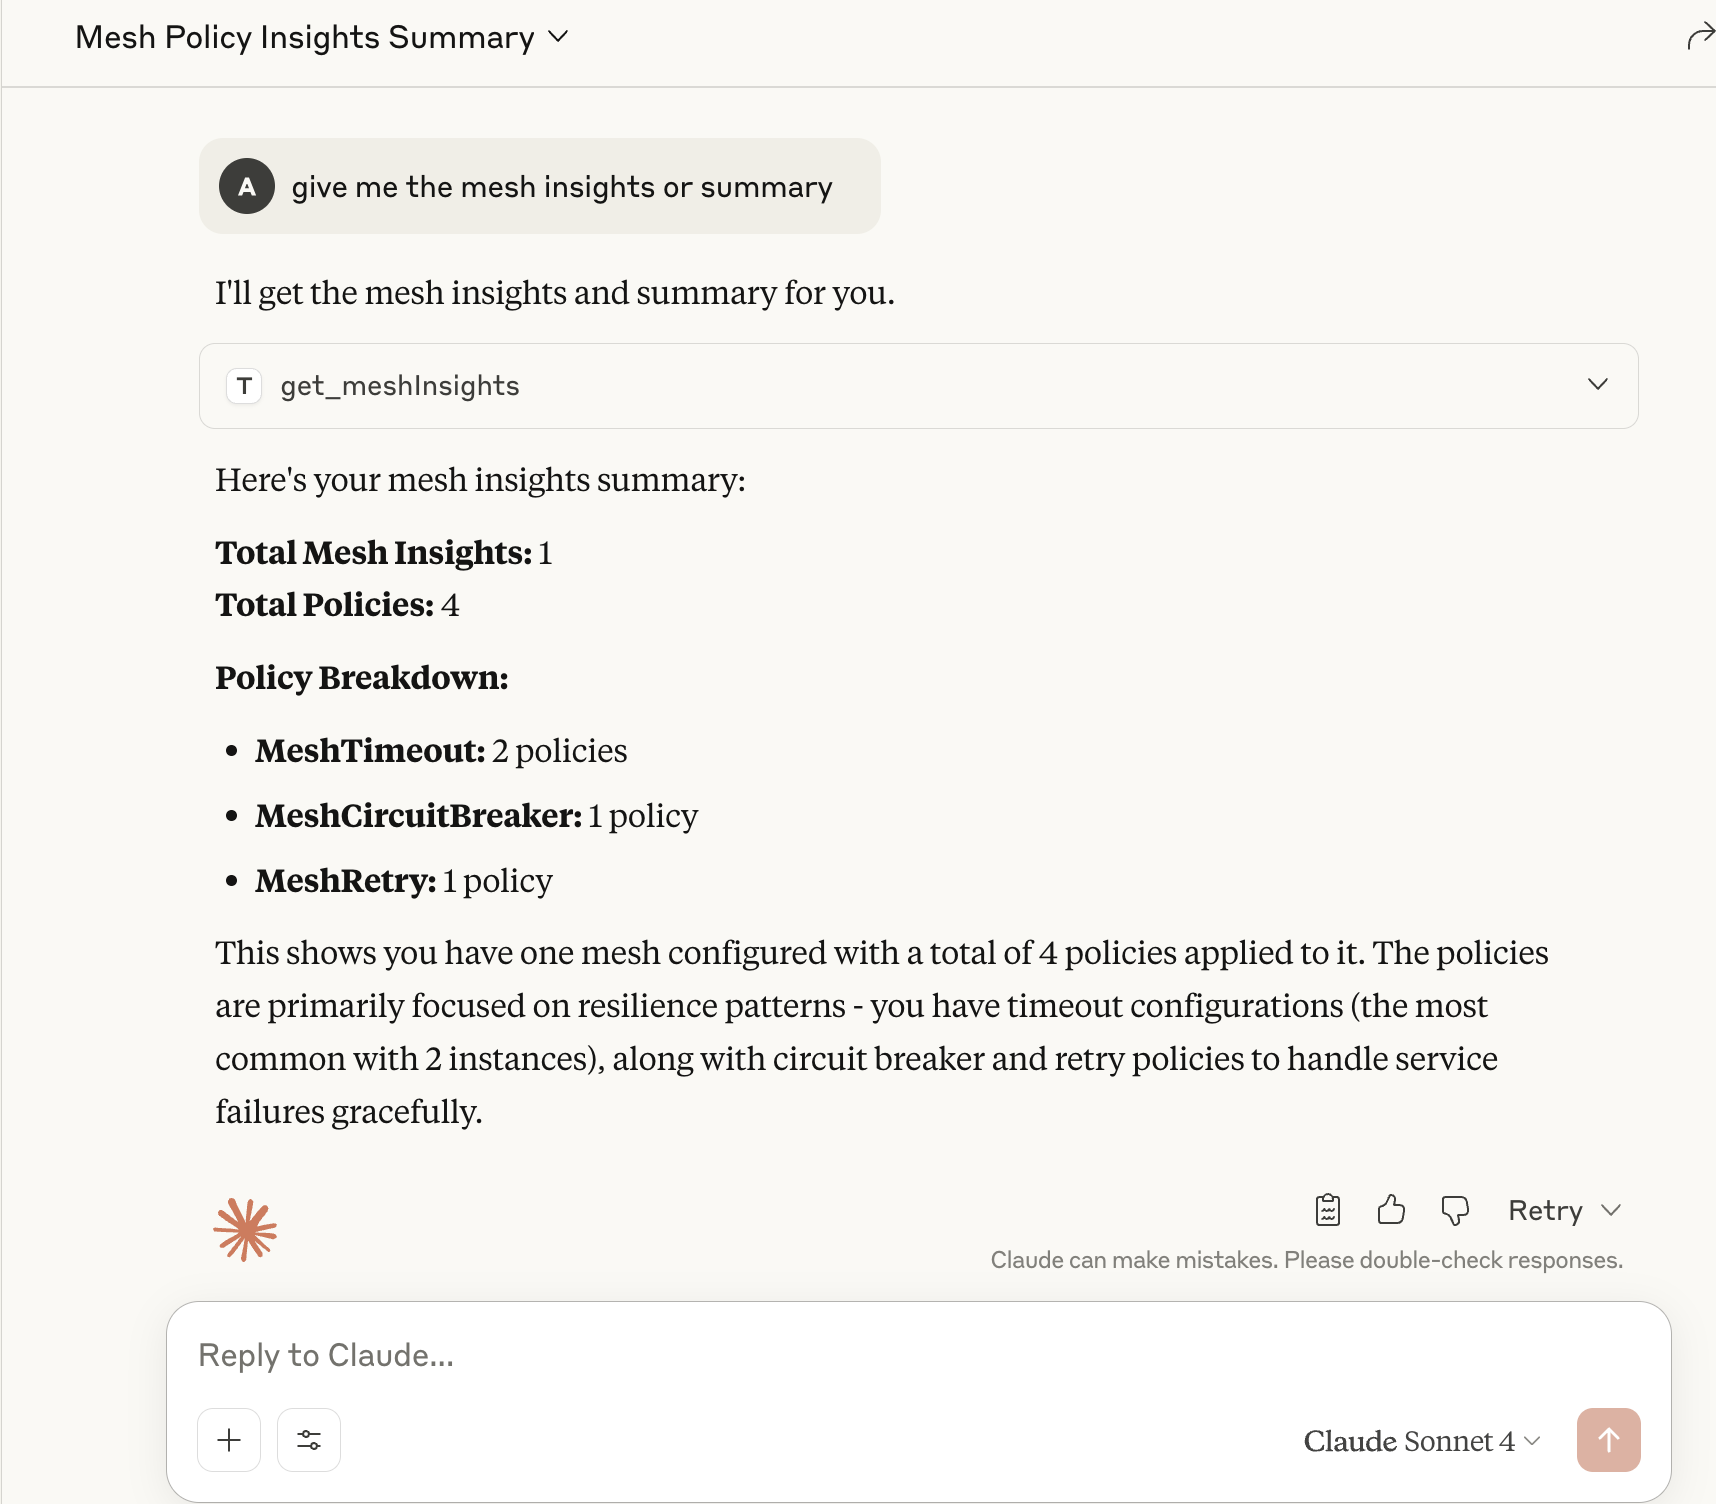 Mesh Policy Insights Summary
A
give me the mesh insights or summary
I'll get the mesh insights and summary for you.
T
get_meshInsights
Here's your mesh insights summary:
Total Mesh Insights: 1
Total Policies: 4
Policy Breakdown:
• MeshTimeout: 2 policies
• MeshCircuitBreaker: 1 policy
• MeshRetry: 1 policy
This shows you have one mesh configured with a total of 4 policies applied to it. The policies
are primarily focused on resilience patterns - you have timeout configurations (the most
common with 2 instances), along with circuit breaker and retry policies to handle service
failures gracefully.
Retry
Claude can make mistakes. Please double-check responses.
Reply to Claude...
Claude Sonnet 4